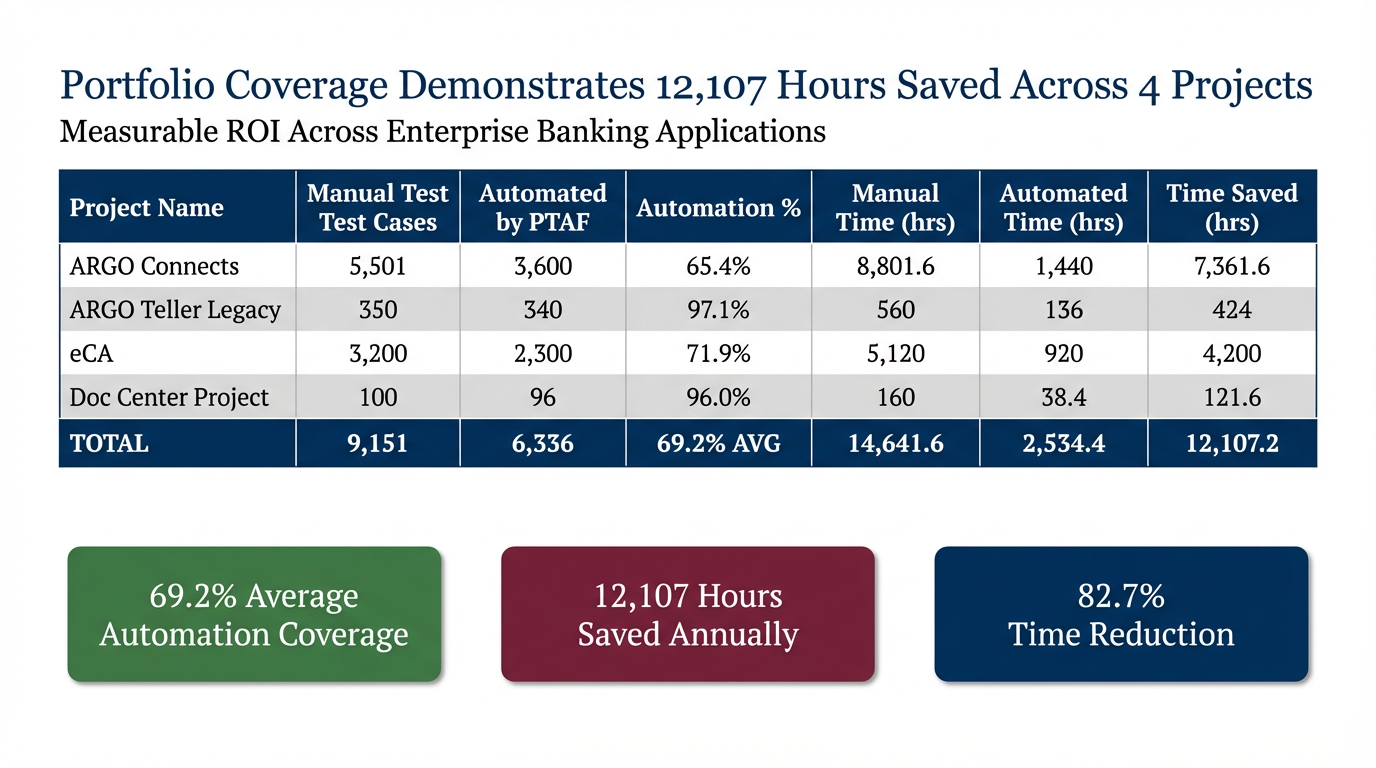 Portfolio Coverage Demonstrates 12,107 Hours Saved Across 4 Projects
Measurable ROI Across Enterprise Banking Applications
Project Name | Manual Test Test Cases | Automated by PTAF | Automation % | Manual Time (hrs) | Automated Time (hrs) | Time Saved (hrs)
ARGO Connects | 5,501 | 3,600 | 65.4% | 8,801.6 | 1,440 | 7,361.6
ARGO Teller Legacy | 350 | 340 | 97.1% | 560 | 136 | 424
eCA | 3,200 | 2,300 | 71.9% | 5,120 | 920 | 4,200
Doc Center Project | 100 | 96 | 96.0% | 160 | 38.4 | 121.6
TOTAL | 9,151 | 6,336 | 69.2% AVG | 14,641.6 | 2,534.4 | 12,107.2
69.2% Average
Automation Coverage
12,107 Hours
Saved Annually
82.7%
Time Reduction